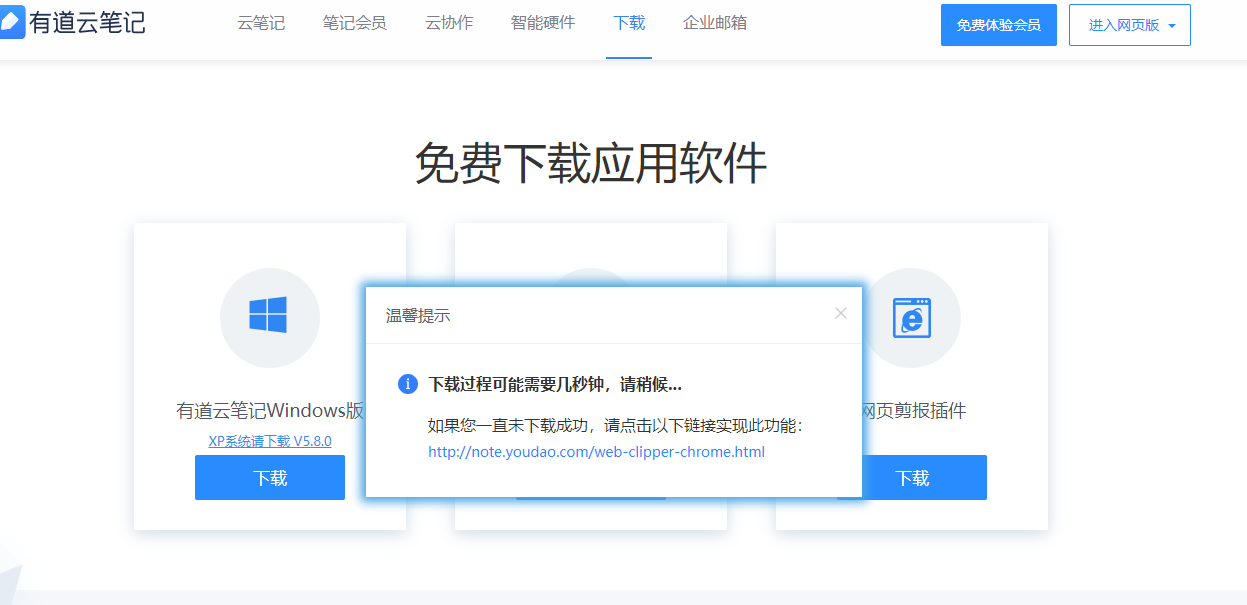 有道云笔记
云笔记
笔记会员
云协作
智能硬件
下载
企业邮箱
免费体验会员
进入网页版
免费下载应用软件
温馨提示
下载过程可能需要几秒钟，请稍候...
如果您一直未下载成功，请点击以下链接实现此功能：
http://note.youdao.com/web-clipper-chrome.html
有道云笔记Windows版
XP系统请下载 V5.8.0
下载
网页剪报插件
下载